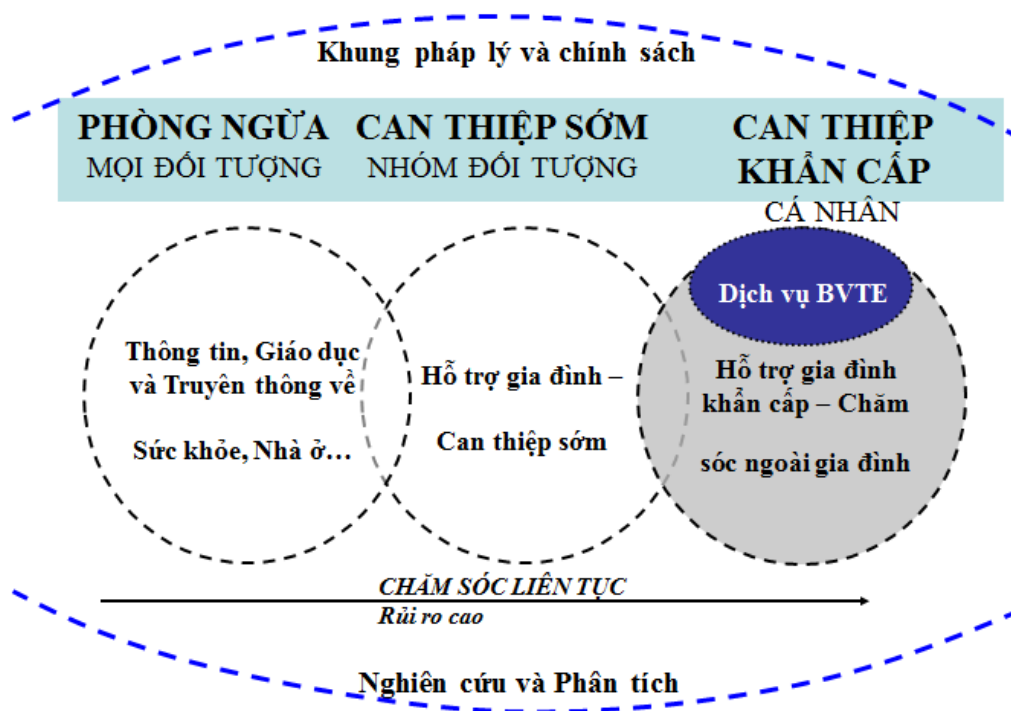 Khung pháp lý và chính sách
PHÒNG NGỪA
MỌI ĐỐI TƯỢNG
CAN THIỆP SỚM
NHÓM ĐỐI TƯỢNG
CAN THIỆP
KHẨN CẤP
CÁ NHÂN
Thông tin, Giáo dục
và Truyên thông về
Sức khỏe, Nhà ở…
Hỗ trợ gia đình –
Can thiệp sớm
Dịch vụ BVTE
Hỗ trợ gia đình
khẩn cấp – Chăm
sóc ngoài gia đình
CHĂM SÓC LIÊN TỤC
Rủi ro cao
Nghiên cứu và Phân tích